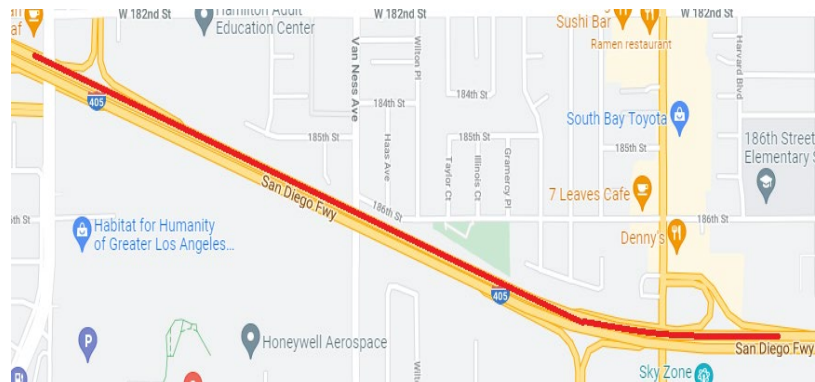 W 182nd St
Hamilton Adult
Education Center
W 182nd St
Sushi Bar
Ramen restaurant
W 182nd St
Harvard Blvd
Van Ness Ave
Wilton Pl
405
184th St
184th St
Haas Ave
185th St
185th St
185th St
South Bay Toyota
186th Street
Elementary S
Taylor Ct
Illinois Ct
Gramercy Pl
San Diego Fwy
186th St
7 Leaves Cafe
186th St
5th St
Habitat for Humanity
of Greater Los Angeles...
Denny's
405
P
Honeywell Aerospace
San Diego Fwy
Sky Zone